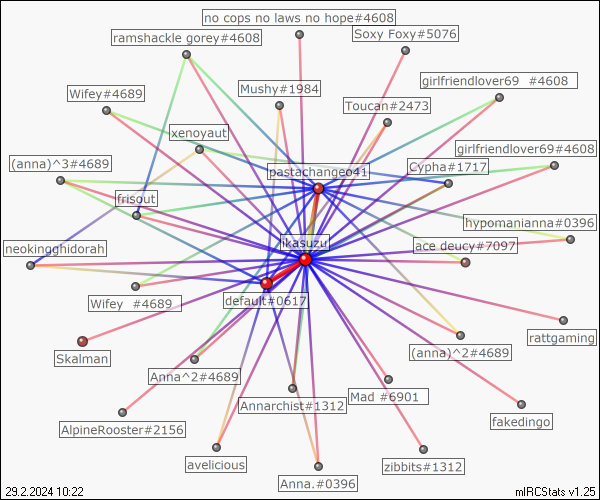 no cops no laws no hope#4608
Soxy Foxy#5076
ramshackle gorey#4608
girlfriendlover69  #4608
Mushy#1984
Wifey#4689
Toucan#2473
xenoyaut
girlfriendlover69#4608
(anna)^3#4689
pastachangeo41
Cypha#1717
frisout
hypomanianna#0396
neokingghidorah
jkasuzu
ace deucy#7097
Wifey  #4689
default#0617
rattgaming
Skalman
(anna)^2#4689
Anna^2#4689
Mad #6901
Annarchist#1312
fakedingo
AlpineRooster#2156
avelicious
zibbits#1312
Anna.#0396
29.2.2024 10:22
mIRCStats v1.25